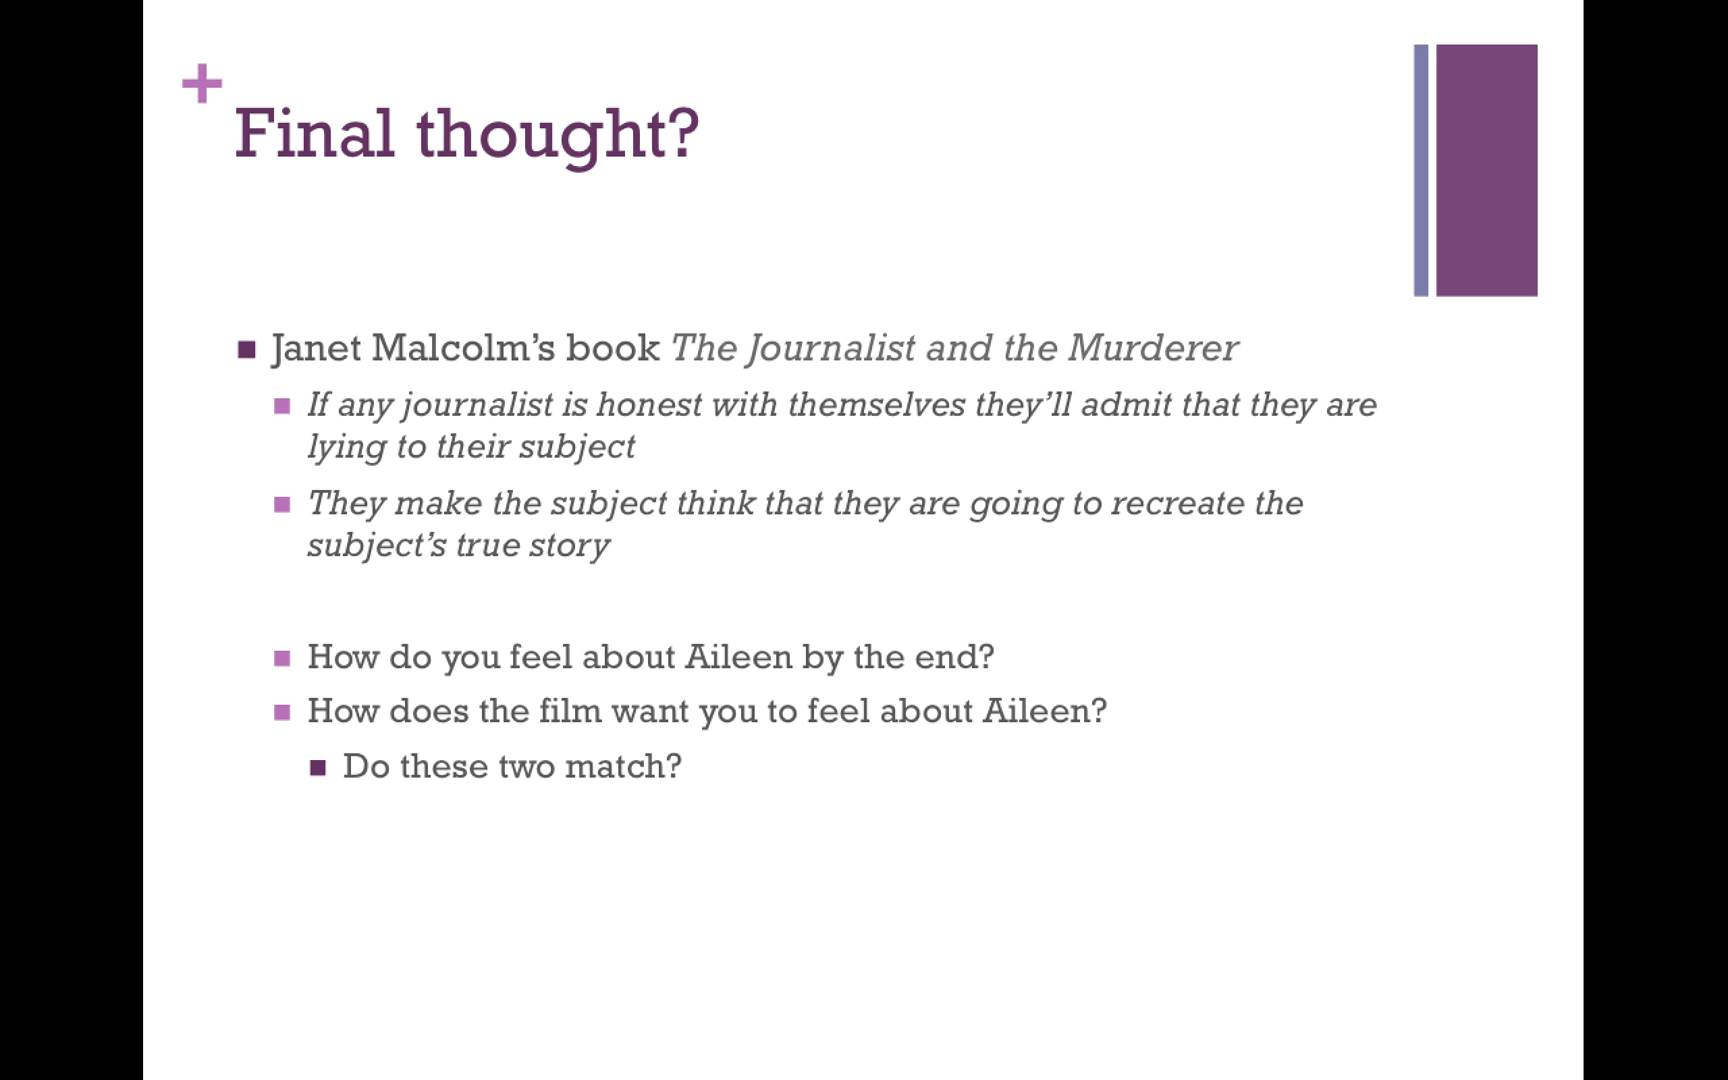 Final thought?
Janet Malcolm’s book The Journalist and the Murderer
If any journalist is honest with themselves they’ll admit that they are
lying to their subject
They make the subject think that they are going to recreate the
subject’s true story
How do you feel about Aileen by the end?
How does the film want you to feel about Aileen?
Do these two match?